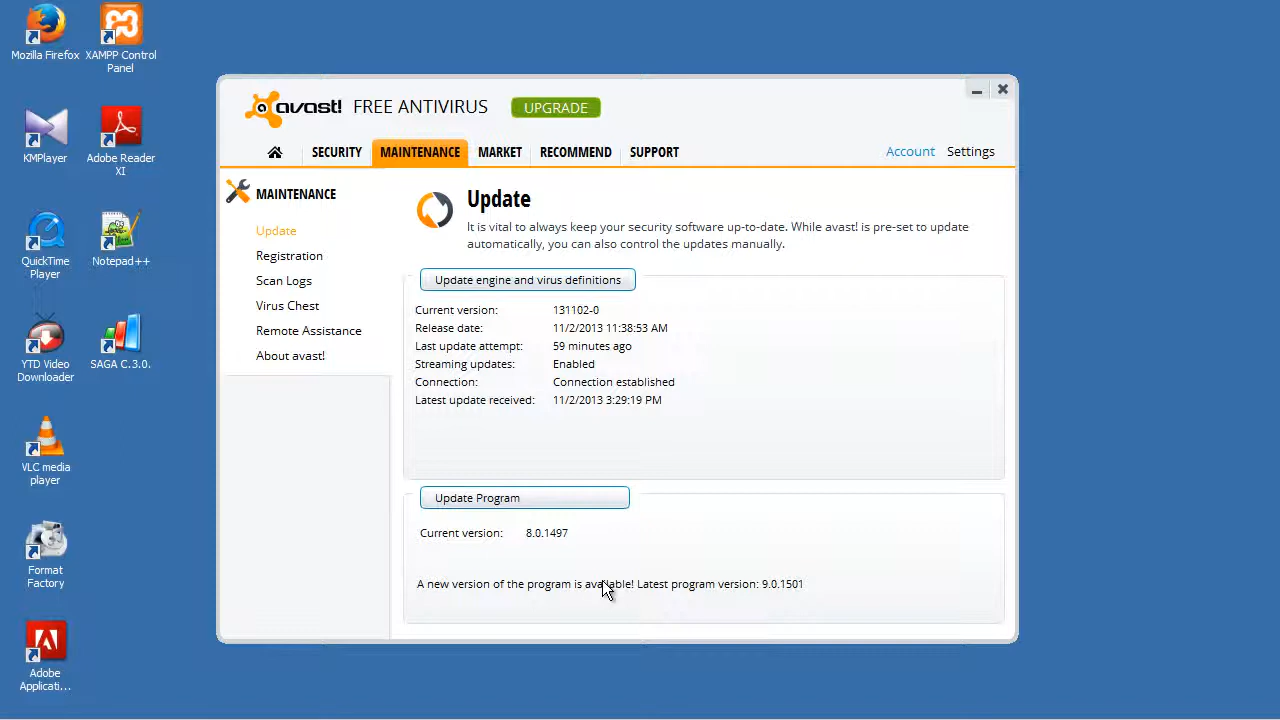 Mozilla Firefox
XAMPP Control
Panel
KMPlayer
Adobe Reader
XI
QuickTime
Player
Notepad++
YTD Video
Downloader
SAGA C.3.0.
VLC media
player
Format
Factory
Adobe
Applicati...
avast! FREE ANTIVIRUS UPGRADE
SECURITY MAINTENANCE MARKET RECOMMEND SUPPORT Account Settings
MAINTENANCE
Update
Registration
Scan Logs
Virus Chest
Remote Assistance
About avast!
Update
It is vital to always keep your security software up-to-date. While avast! is pre-set to update
automatically, you can also control the updates manually.
Update engine and virus definitions
Current version: 131102-0
Release date: 11/2/2013 11:38:53 AM
Last update attempt: 59 minutes ago
Streaming updates: Enabled
Connection: Connection established
Latest update received: 11/2/2013 3:29:19 PM
Update Program
Current version: 8.0.1497
A new version of the program is available! Latest program version: 9.0.1501